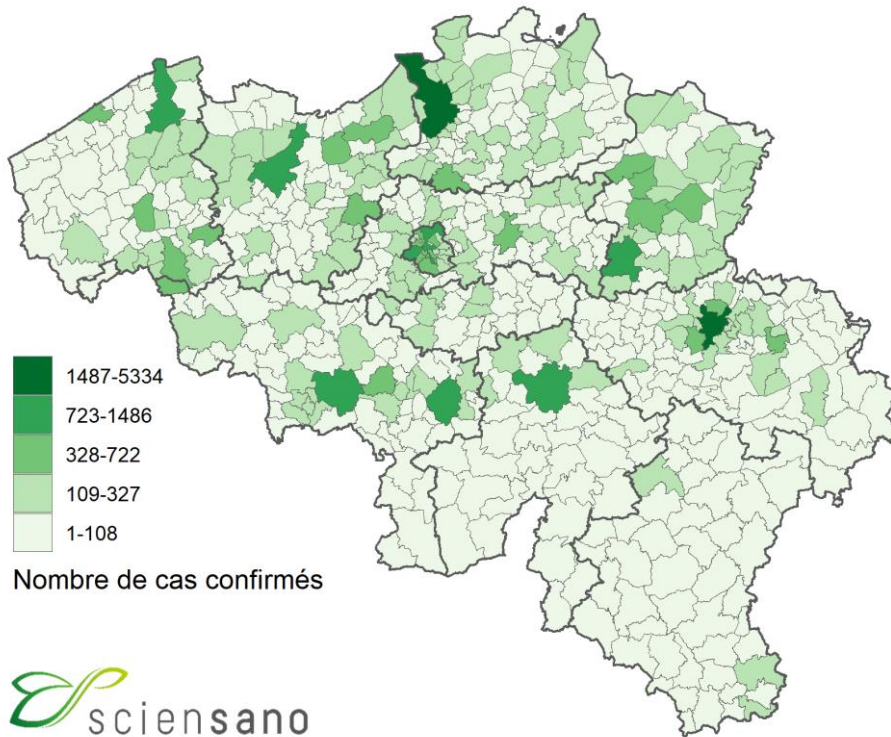 1487-5334
723-1486
328-722
109-327
1-108
Nombre de cas confirmés
sciensano